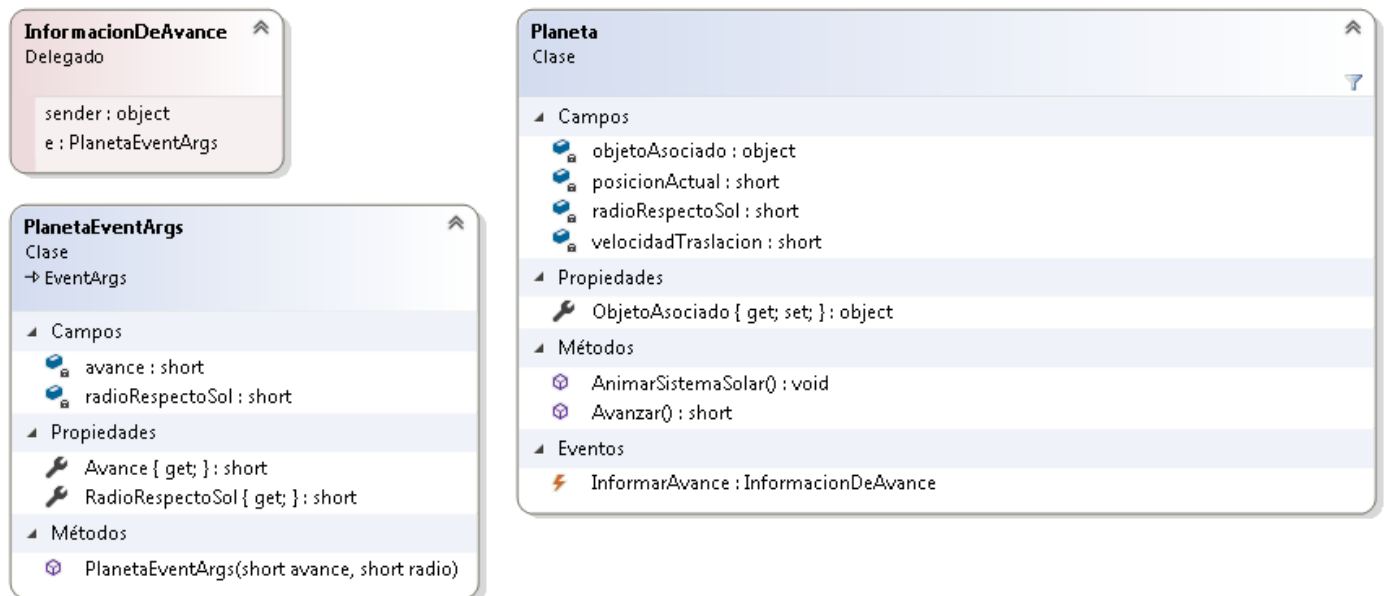 InformacionDeAvance
Delegado
sender : object
e : PlanetaEventArgs
PlanetaEventArgs
Clase
EventArgs
Campos
avance : short
radioRespectoSol : short
Propiedades
Avance { get; } : short
RadioRespectoSol { get; } : short
Métodos
PlanetaEventArgs(short avance, short radio)
Planeta
Clase
Campos
objetoAsociado : object
posicionActual : short
radioRespectoSol : short
velocidadTraslacion : short
Propiedades
ObjetoAsociado { get; set; } : object
Métodos
AnimarSistemaSolar() : void
Avanzar() : short
Eventos
InformarAvance : InformacionDeAvance